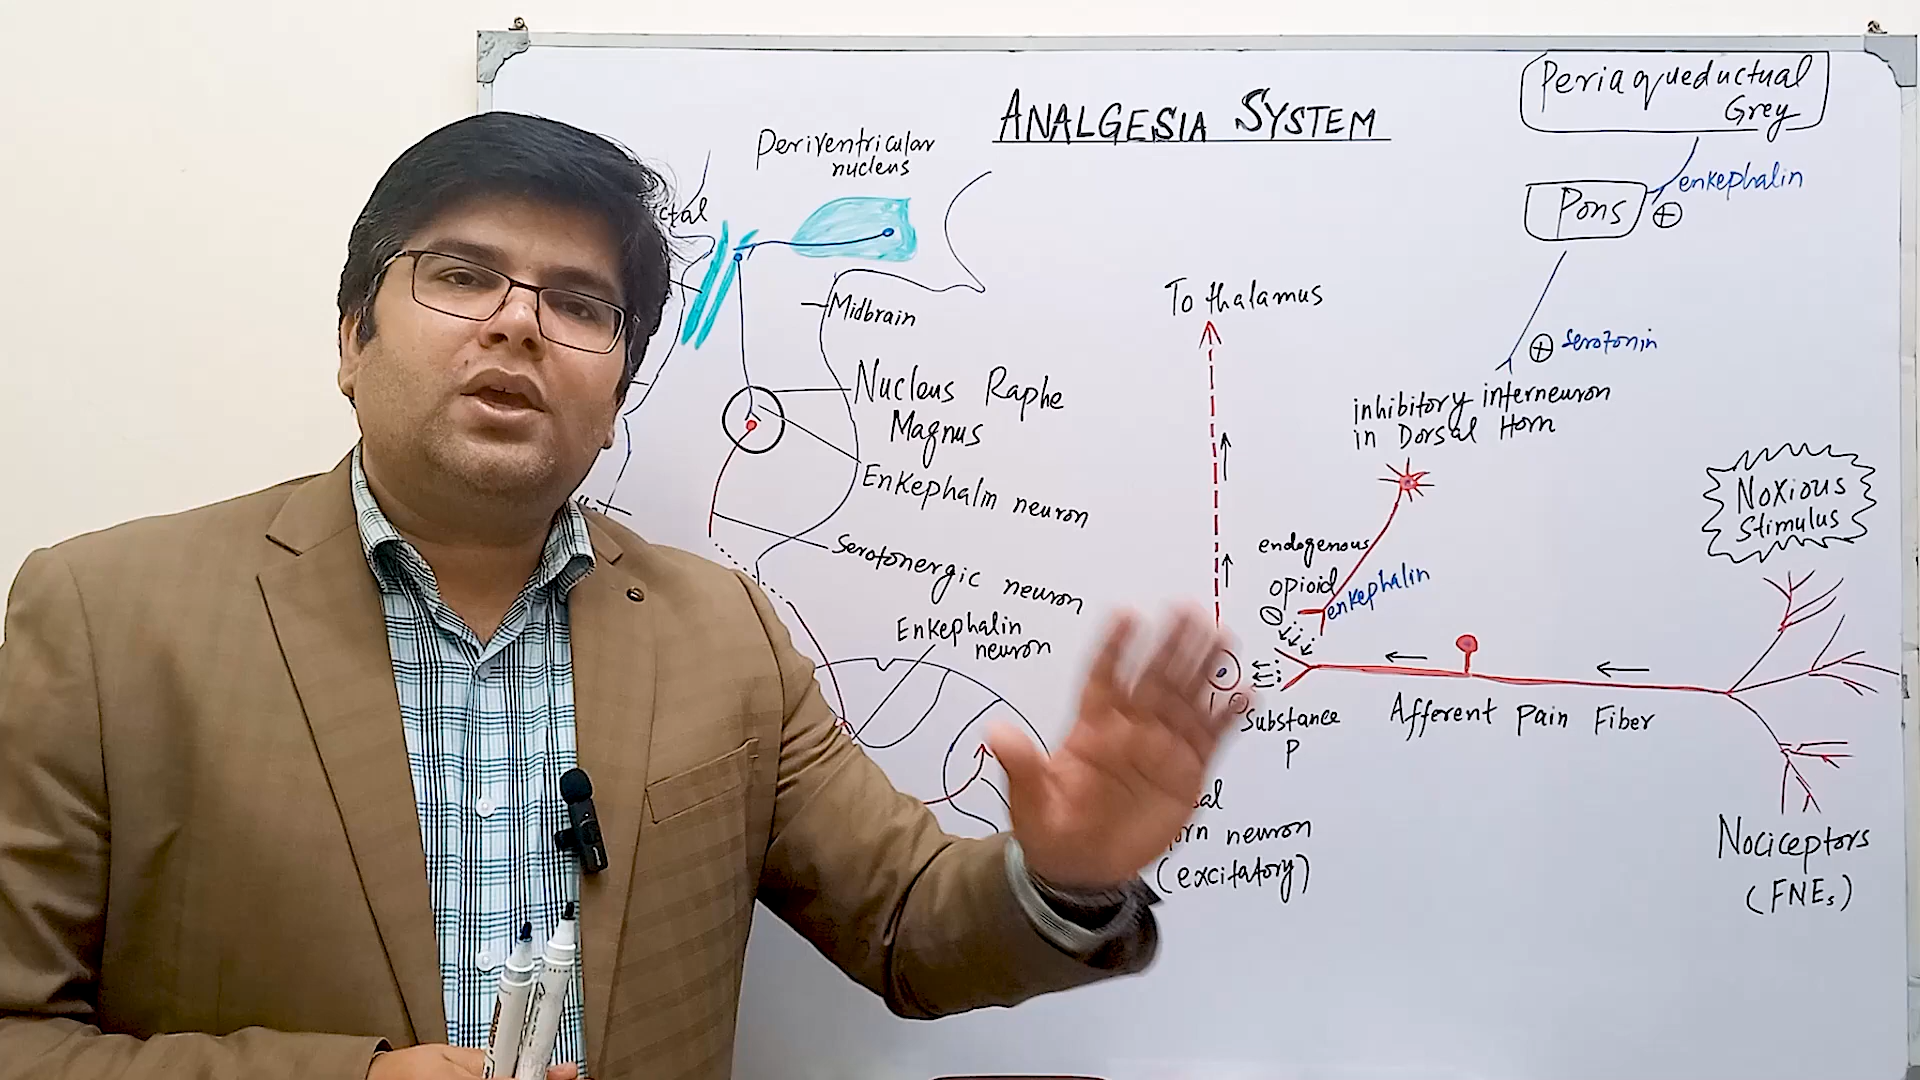 ANALGESIA SYSTEM
Periventricular
nucleus
Midbrain
Nucleus Raphe
Magnus
Enkephalin neuron
Serotonergic neuron
Enkephalin
neuron
To thalamus
Periaqueductual
Grey
enkephalin
Pons
+
+ serotonin
inhibitory interneuron
in Dorsal Horn
endogenous
opioid
enkephalin
Substance
P
Afferent Pain Fiber
neuron
(excitatory)
Noxious
Stimulus
Nociceptors
(FNEs)